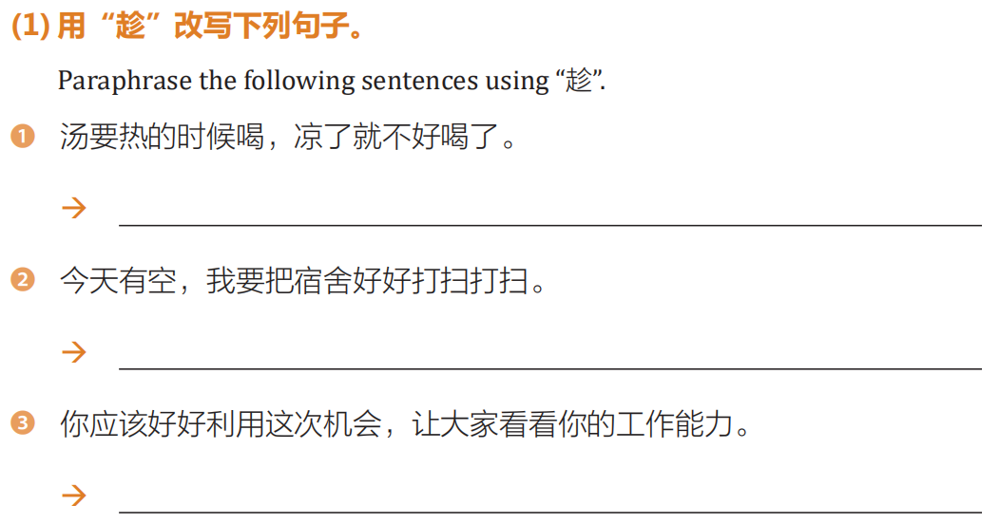 (1) 用“趁”改写下列句子。
Paraphrase the following sentences using “趁”.
1 汤要热的时候喝，凉了就不好喝了。
→
2 今天有空，我要把宿舍好好打扫打扫。
→
3 你应该好好利用这次机会，让大家看看你的工作能力。
→